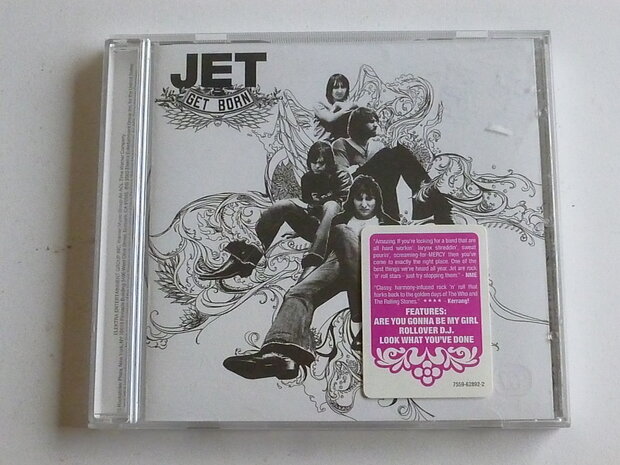 JET
GET BORN
"Amazing. If you're looking for a band that are
all hard workin', larynx shreddin', sweat
pourin', screaming-for-MERCY then you've
come to exactly the right place. One of the
best things we've heard all year. Jet are rock
'n' roll stars - just try stopping them." - NME
"Classy harmony-infused rock 'n' roll that
harks back to the golden days of The Who and
The Rolling Stones." **** Kerrang!
FEATURES:
ARE YOU GONNA BE MY GIRL
ROLLOVER D.J.
LOOK WHAT YOU'VE DONE
7559-62892-2